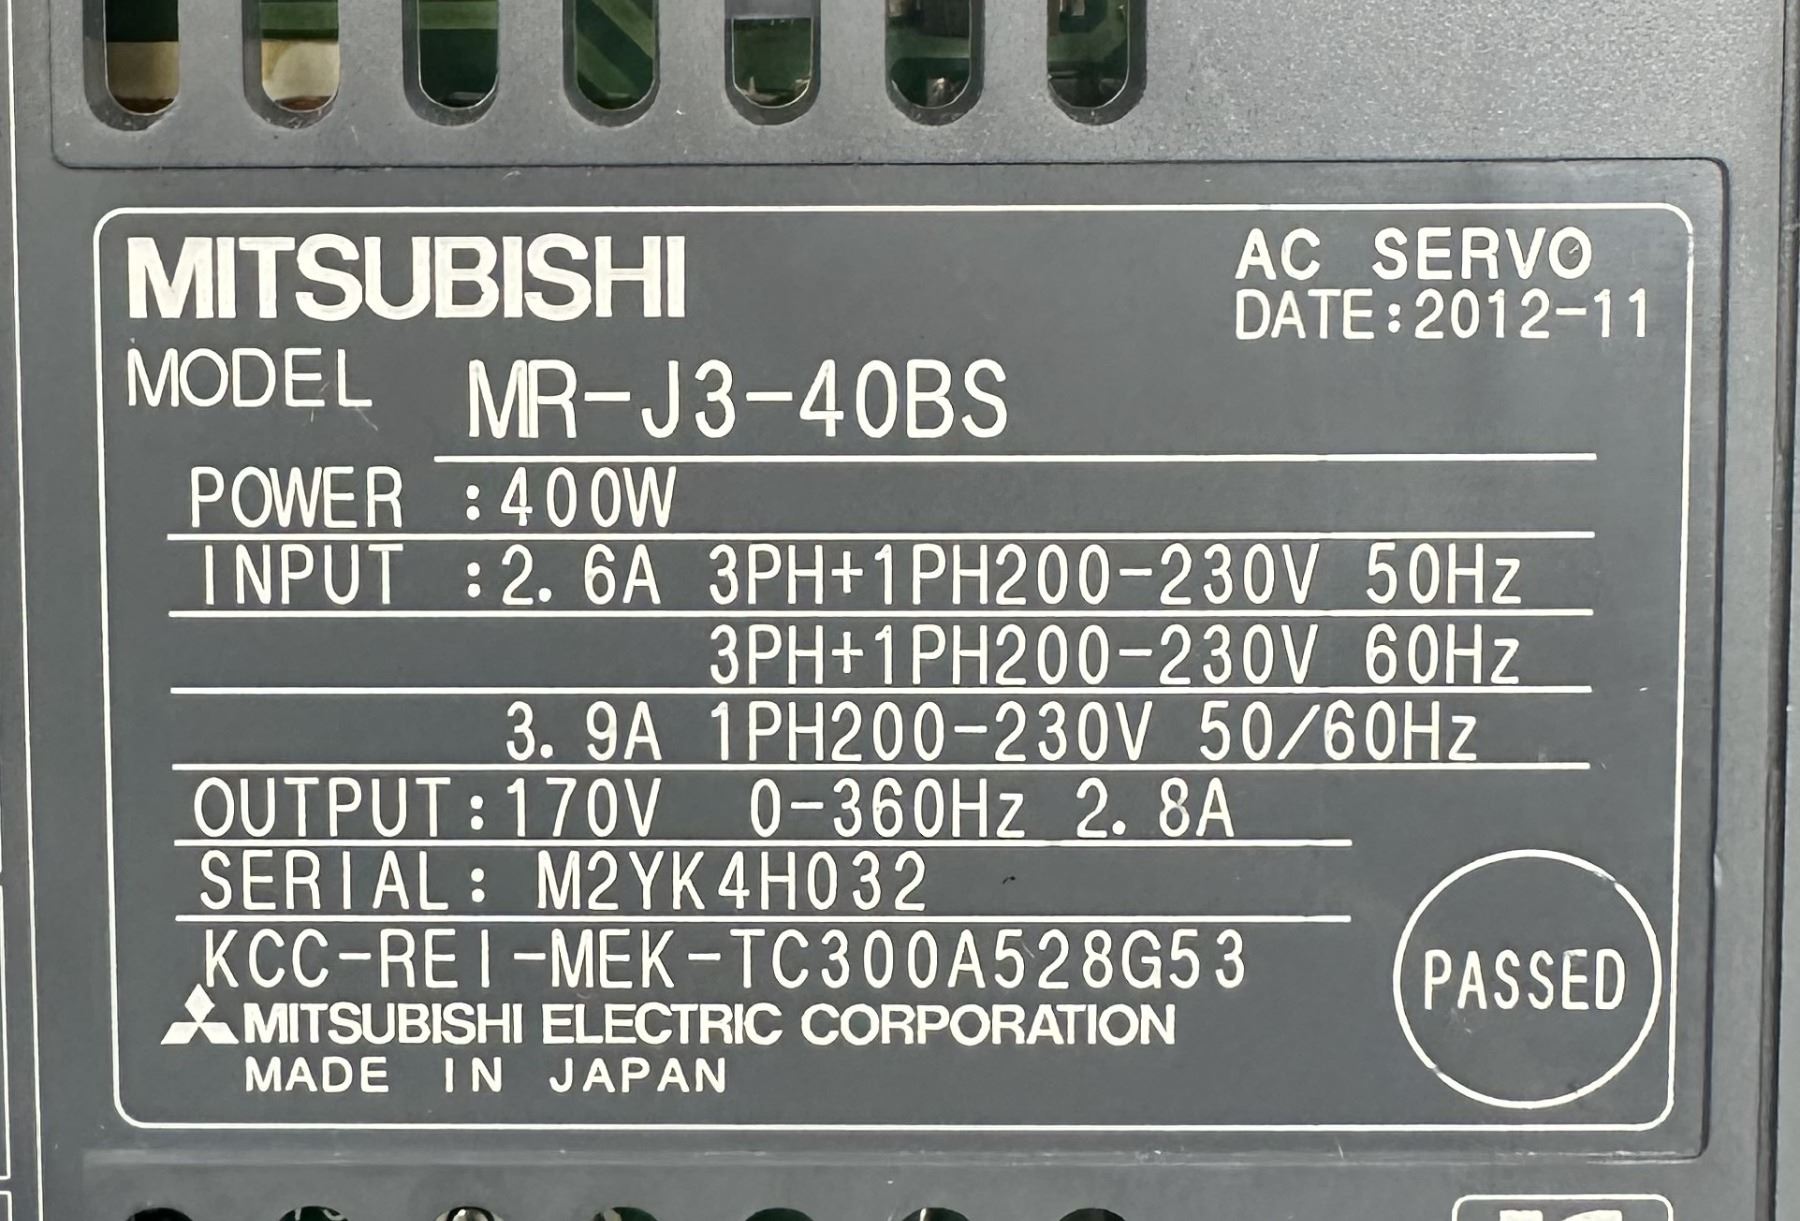 MITSUBISHI
AC SERVO
DATE:2012-11
MODEL MR-J3-40BS
POWER :400W
INPUT :2.6A 3PH+1PH200-230V 50Hz
3PH+1PH200-230V 60Hz
3.9A 1PH200-230V 50/60Hz
OUTPUT:170V 0-360Hz 2.8A
SERIAL: M2YK4H032
KCC-REI-MEK-TC300A528G53
MITSUBISHI ELECTRIC CORPORATION
MADE IN JAPAN
PASSED